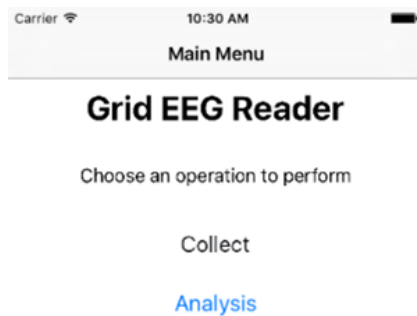 Carrier 10:30 AM
Main Menu
Grid EEG Reader
Choose an operation to perform
Collect
Analysis